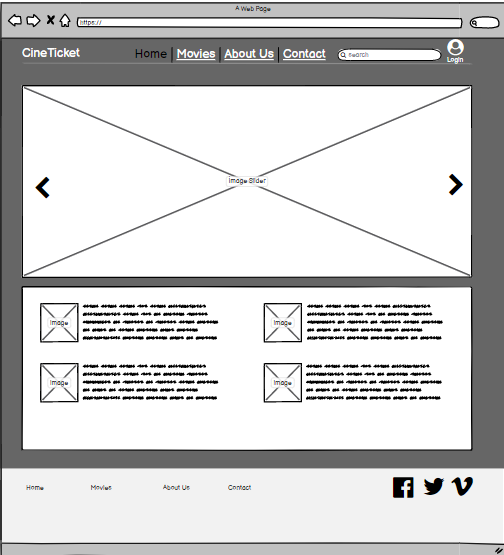 A Web Page
https://
CineTicket
Home | Movies | About Us | Contact
search
Login
Image Slider
Image
Image
Image
Image
Home Movies About Us Contact